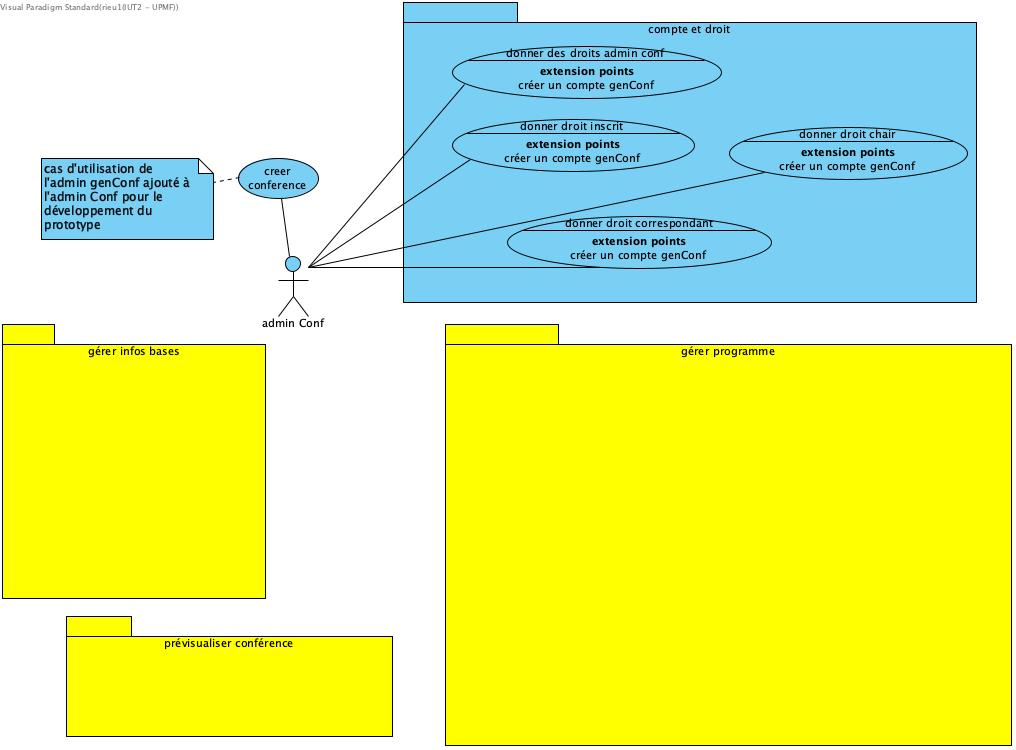 Visual Paradigm Standard(rieu1(IUT2 - UPMF))
compte et droit
donner des droits admin conf
extension points
créer un compte genConf
donner droit inscrit
extension points
créer un compte genConf
donner droit chair
extension points
créer un compte genConf
cas d'utilisation de
l'admin genConf ajouté à
l'admin Conf pour le
développement du
prototype
creer
conference
donner droit correspondant
extension points
créer un compte genConf
admin Conf
gérer infos bases
gérer programme
prévisualiser conférence